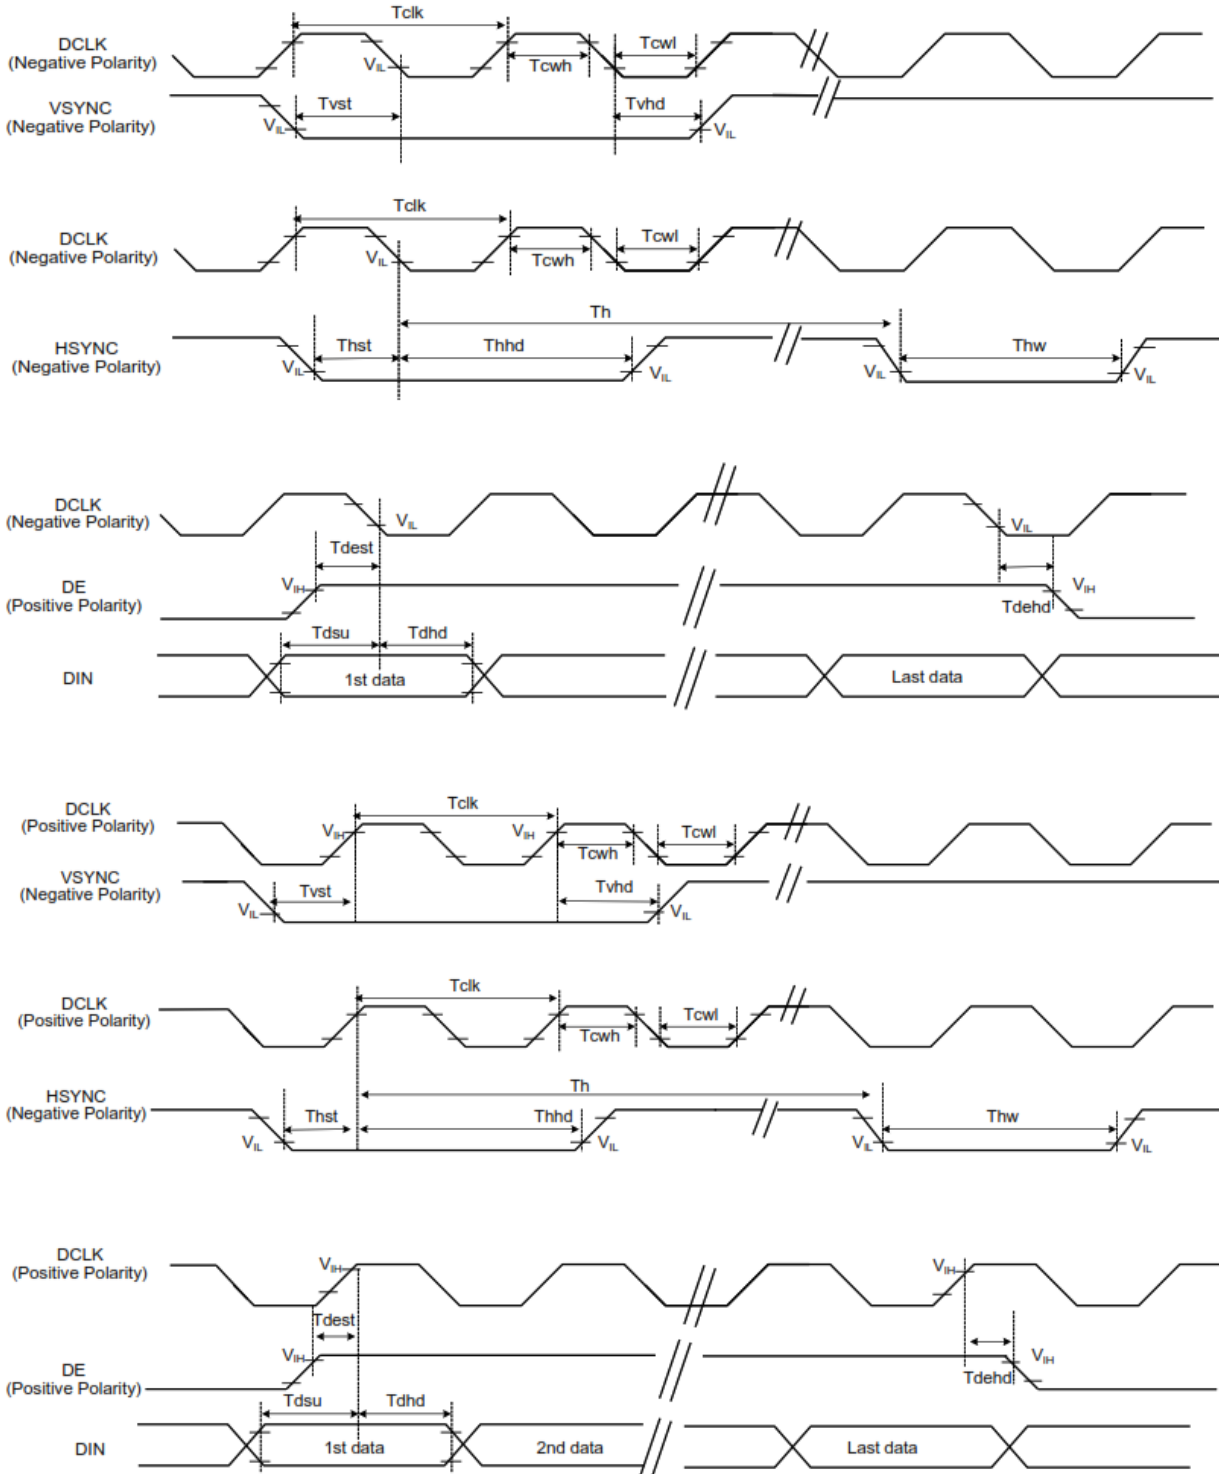 Tclk
DCLK
(Negative Polarity)
VIL
Tcwh
Tcwl
VSYNC
(Negative Polarity)
VIL
Tvst
Tvhd
VIL
Tclk
DCLK
(Negative Polarity)
VIL
Tcwh
Tcwl
Th
HSYNC
(Negative Polarity)
VIL
Thst
Thhd
VIL
VIL
Thw
VIL
DCLK
(Negative Polarity)
VIL
VIL
Tdest
DE
(Positive Polarity)
VIH
VIH
Tdehd
Tdsu
Tdhd
DIN
1st data
Last data
DCLK
(Positive Polarity)
Tclk
VIH
VIH
Tcwh
Tcwl
VSYNC
(Negative Polarity)
VIL
Tvst
Tvhd
VIL
Tclk
DCLK
(Positive Polarity)
Tcwh
Tcwl
Th
HSYNC
(Negative Polarity)
VIL
Thst
Thhd
VIL
VIL
Thw
VIL
DCLK
(Positive Polarity)
VIH
VIH
Tdest
DE
(Positive Polarity)
VIH
VIH
Tdehd
Tdsu
Tdhd
DIN
1st data
2nd data
Last data